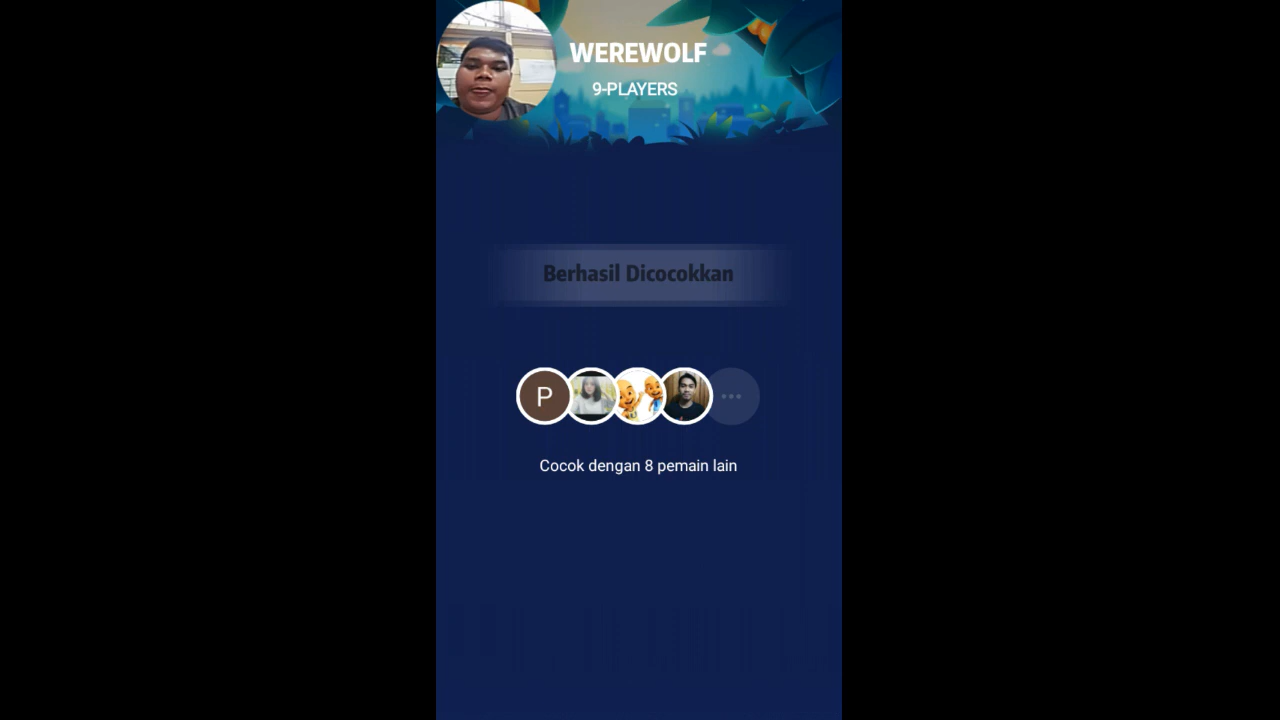 WEREWOLF
9-PLAYERS
Berhasil Dicocokkan
P
Cocok dengan 8 pemain lain